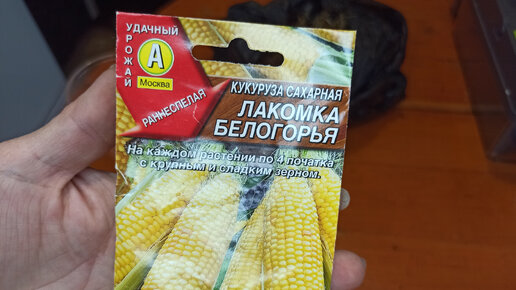 УДАЧНЫЙ
УРОЖАЙ
А
Москва
РАННЕСПЕЛАЯ
КУКУРУЗА САХАРНАЯ
ЛАКОМКА
БЕЛОГОРЬЯ
На каждом растении по 4 початка
с крупным и сладким зерном.